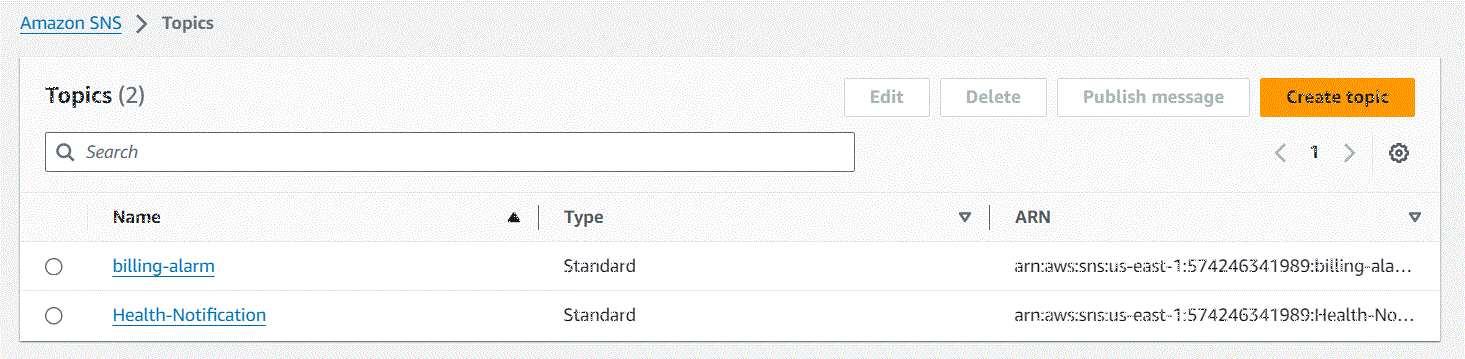 Amazon SNS > Topics
Topics (2) Edit Delete Publish message Create topic
Search 1
Name Type ARN
billing-alarm Standard arn:aws:sns:us-east-1:574246341989:billing-ala...
Health-Notification Standard arn:aws:sns:us-east-1:574246341989:Health-No...